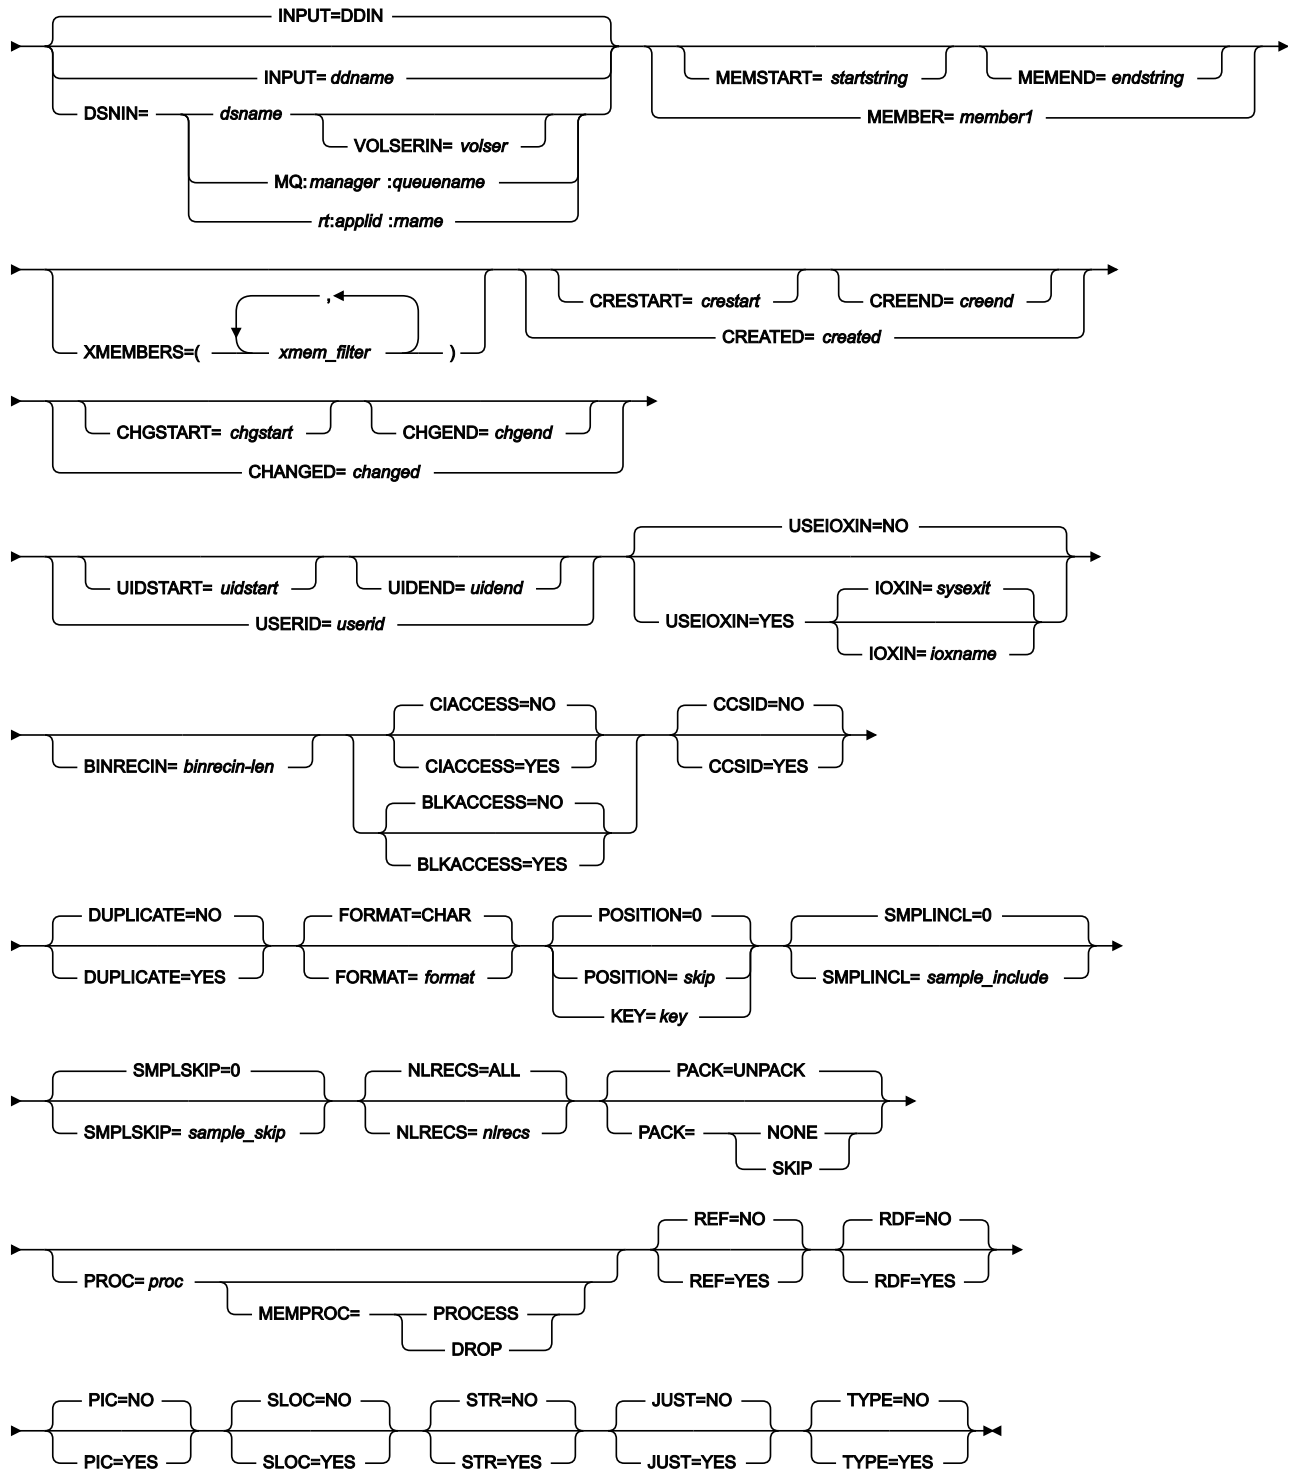 INPUT=DDIN
INPUT= ddname
DSNIN= dsname
VOLSERIN= volser
MQ:manager :queuename
rt:applid :rname
MEMSTART= startstring MEMEND= endstring
MEMBER= member1
,
XMEMBERS=( xmem_filter )
CRESTART= crestart CREEND= creend
CREATED= created
CHGSTART= chgstart CHGEND= chgend
CHANGED= changed
UIDSTART= uidstart UIDEND= uidend
USERID= userid
USEIOXIN=NO
USEIOXIN=YES
IOXIN= sysexit
IOXIN= ioxname
BINRECIN= binrecin-len
CIACCESS=NO
CIACCESS=YES
BLKACCESS=NO
BLKACCESS=YES
CCSID=NO
CCSID=YES
DUPLICATE=NO
DUPLICATE=YES
FORMAT=CHAR
FORMAT= format
POSITION=0
POSITION= skip
KEY= key
SMPLINCL=0
SMPLINCL= sample_include
SMPLSKIP=0
SMPLSKIP= sample_skip
NLRECS=ALL
NLRECS= nlrecs
PACK=UNPACK
PACK= NONE
SKIP
PROC= proc
MEMPROC= PROCESS
DROP
REF=NO
REF=YES
RDF=NO
RDF=YES
PIC=NO
PIC=YES
SLOC=NO
SLOC=YES
STR=NO
STR=YES
JUST=NO
JUST=YES
TYPE=NO
TYPE=YES